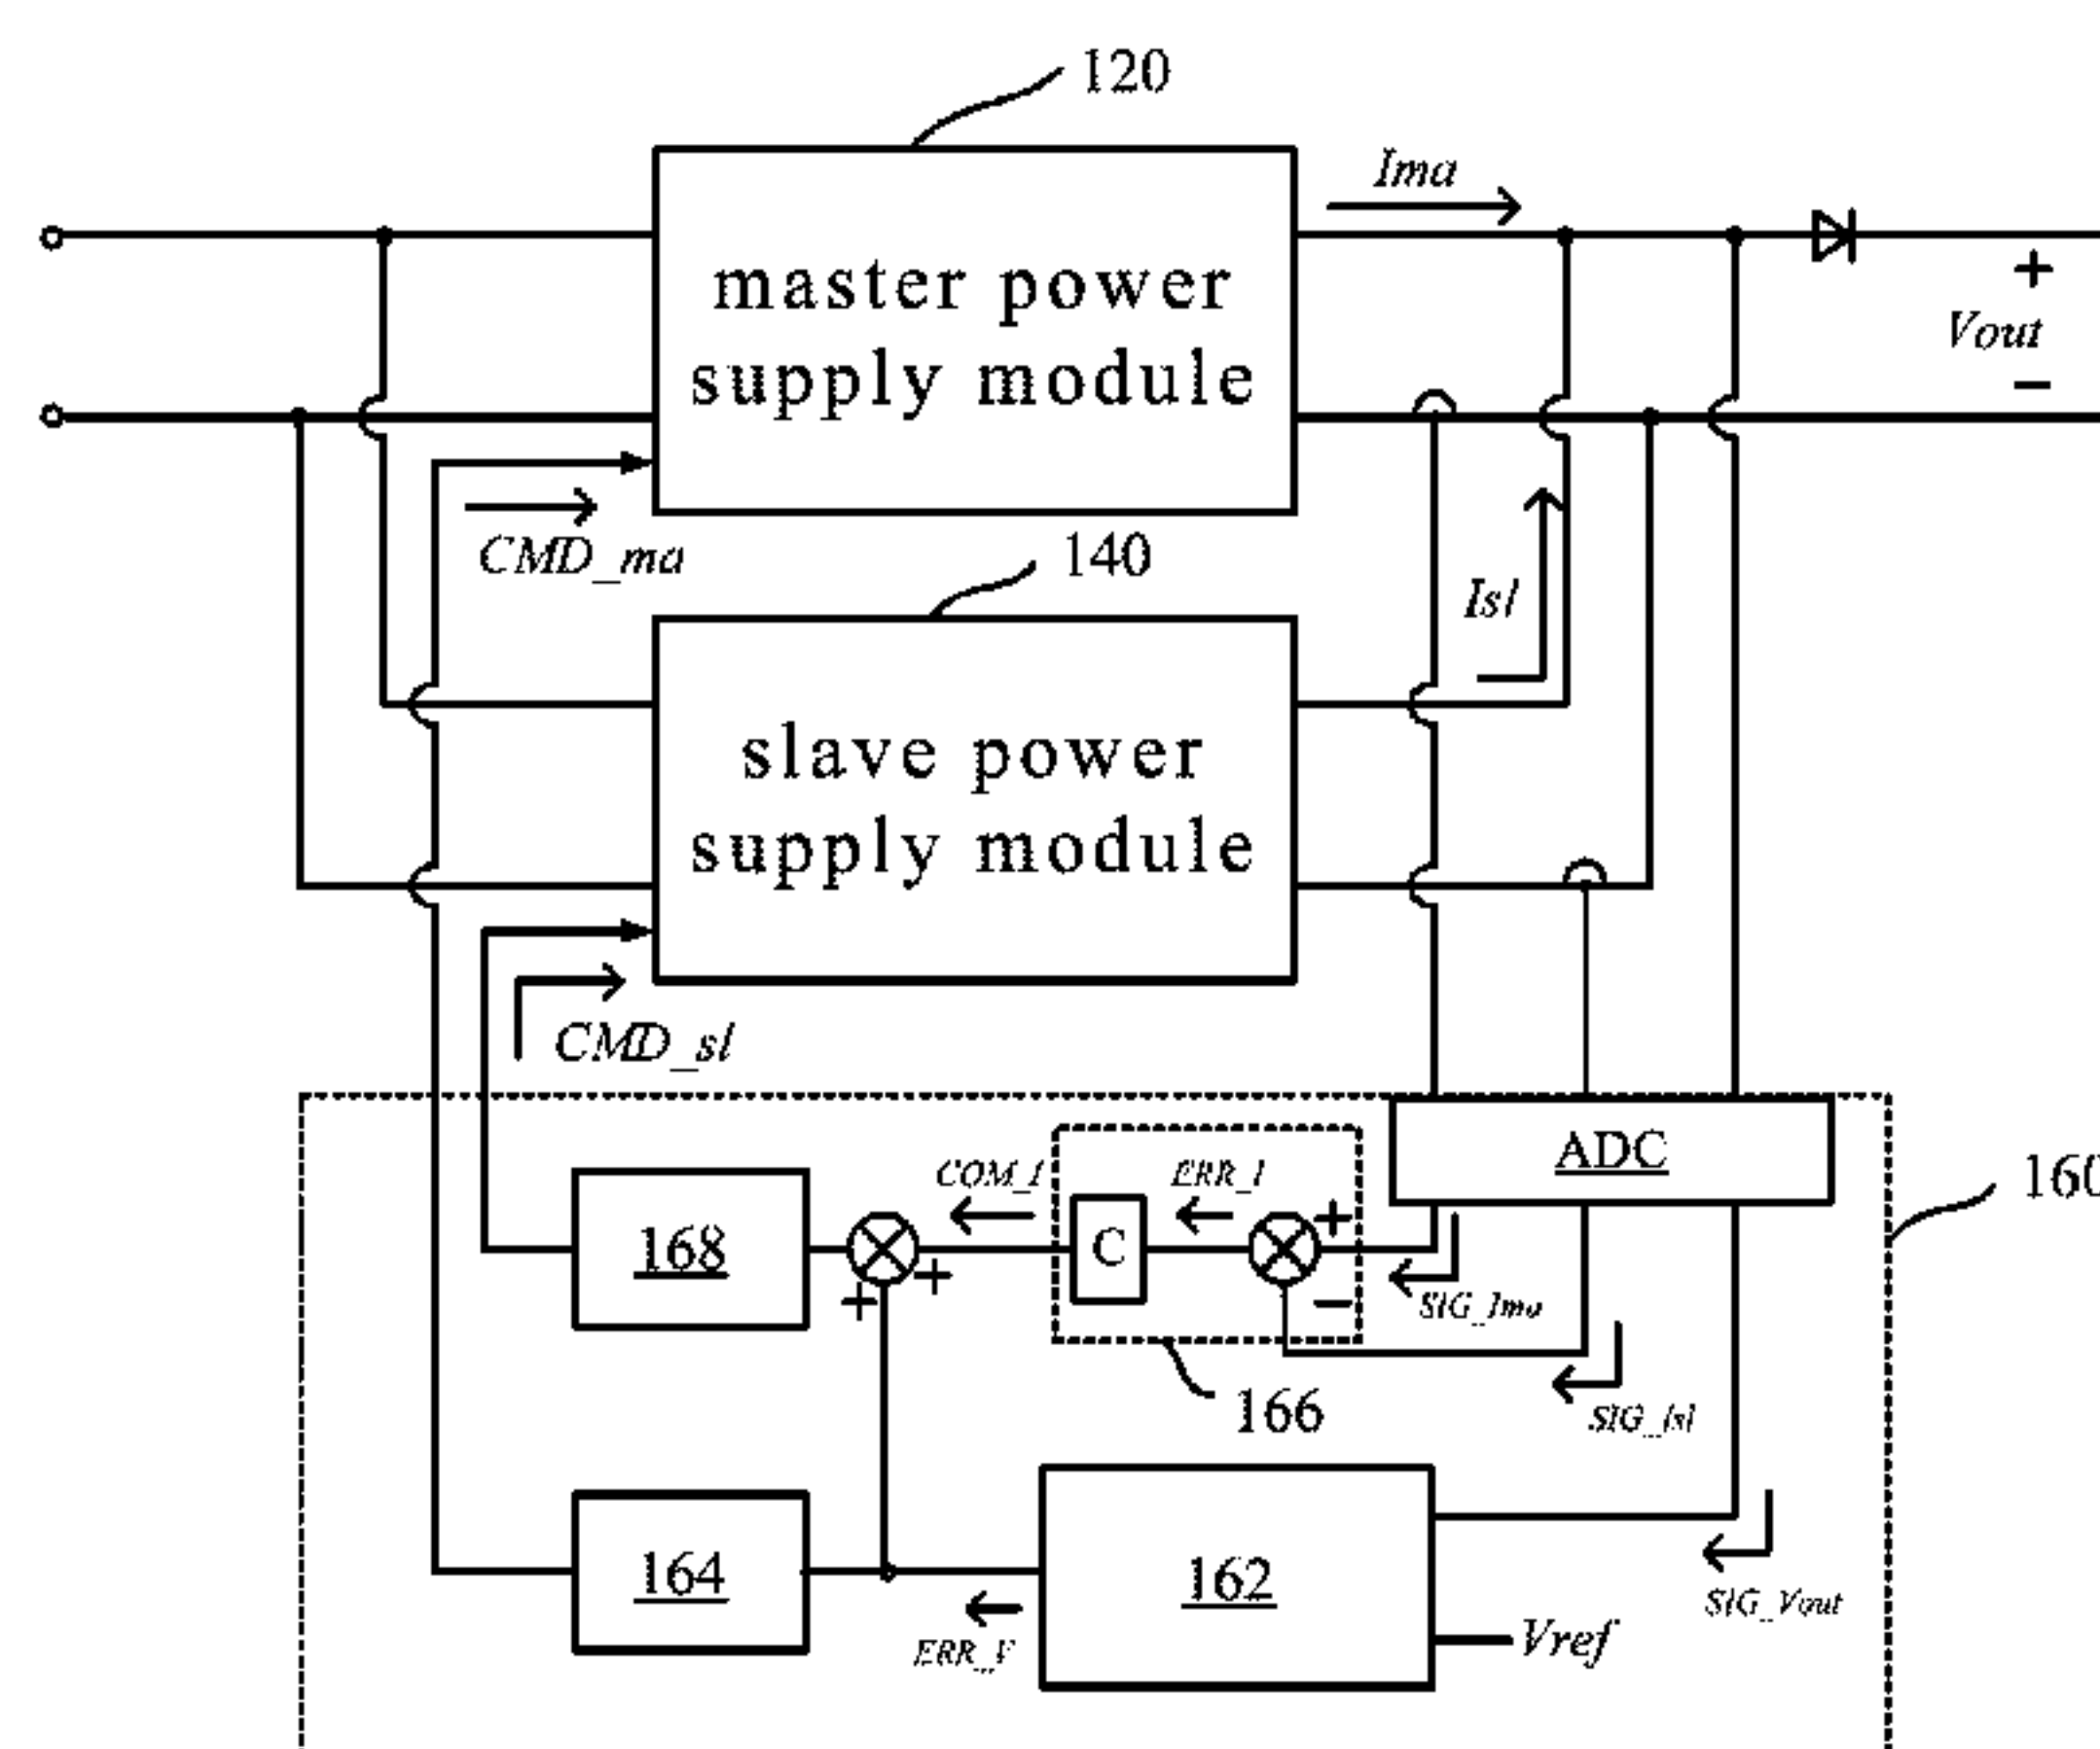 120
Ima
master power
supply module
+
Vout
−
CMD_ma
140
Isl
slave power
supply module
CMD_sl
ADC
160
COM_I
ERR_I
168
C
+
+
+
−
SIG_Ima
166
SIG_Isl
164
162
SIG_Vout
ERR_V
Vref